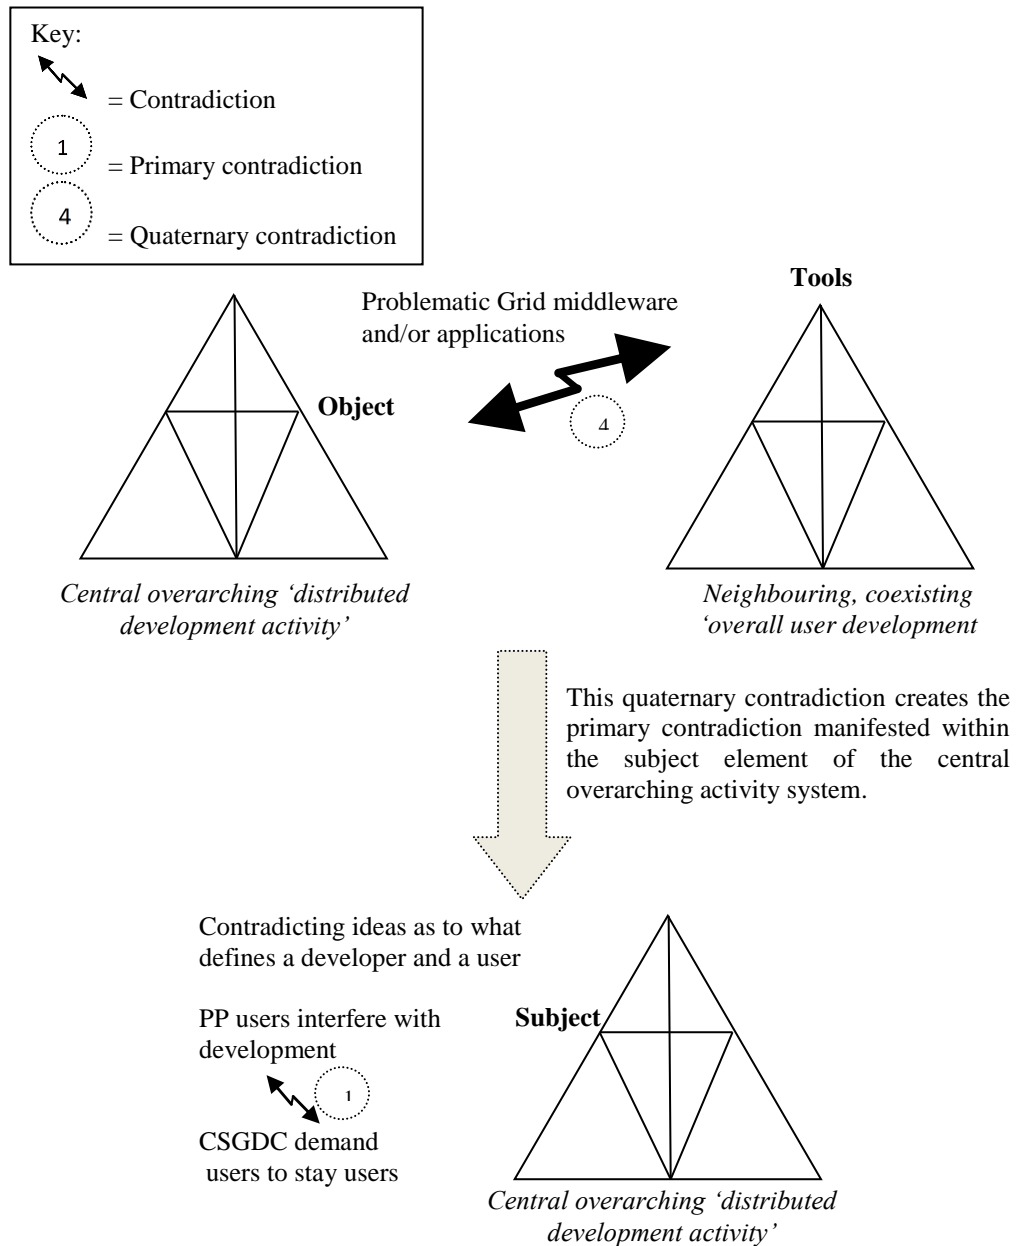 Key:
= Contradiction
1
= Primary contradiction
4
= Quaternary contradiction
Tools
Problematic Grid middleware
and/or applications
Object
4
Central overarching ‘distributed
development activity’
Neighbouring, coexisting
‘overall user development
This quaternary contradiction creates the
primary contradiction manifested within
the subject element of the central
overarching activity system.
Contradicting ideas as to what
defines a developer and a user
PP users interfere with
development
Subject
1
CSGDC demand
users to stay users
Central overarching ‘distributed
development activity’